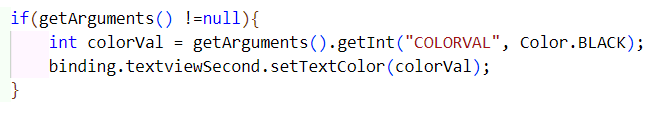 if(getArguments() !=null){
    int colorVal = getArguments().getInt("COLORVAL", Color.BLACK);
    binding.textviewSecond.setTextColor(colorVal);
}